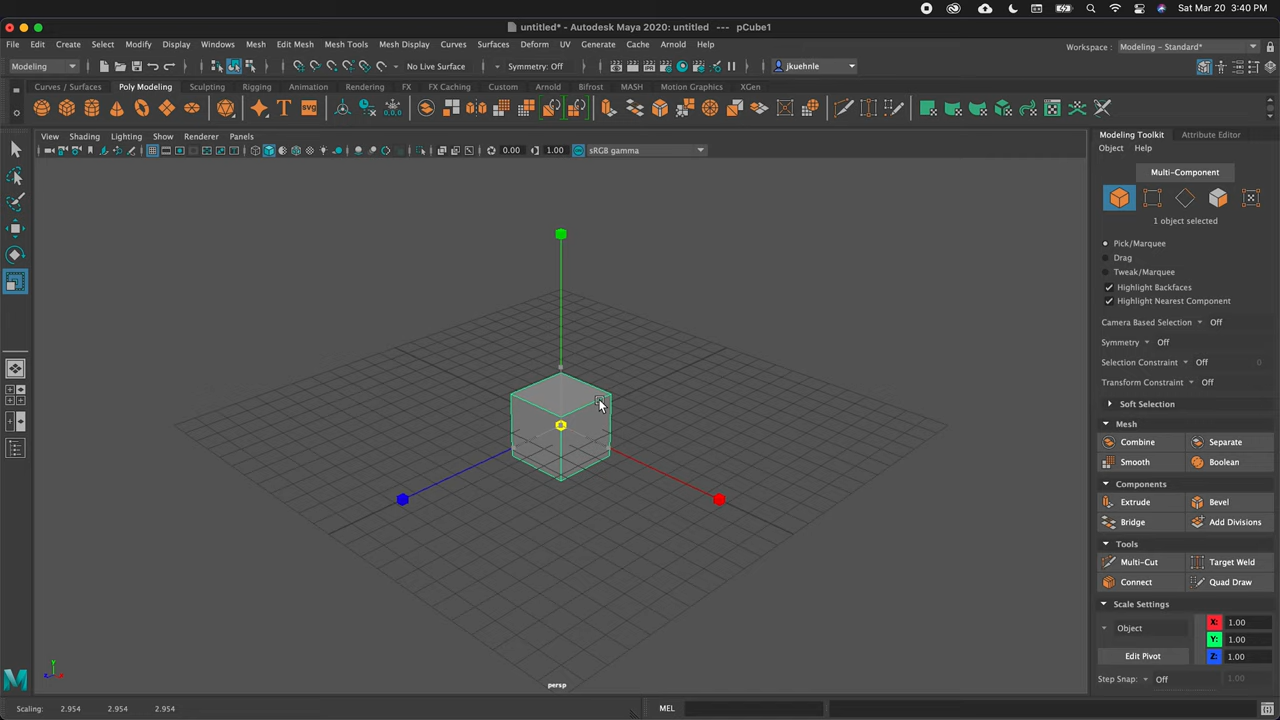 Sat Mar 20 3:40 PM
untitled* - Autodesk Maya 2020: untitled --- pCube1
File Edit Create Select Modify Display Windows Mesh Edit Mesh Mesh Tools Mesh Display Curves Surfaces Deform UV Generate Cache Arnold Help
Workspace : Modeling - Standard*
Modeling
No Live Surface
Symmetry: Off
jkuehnle
Curves / Surfaces Poly Modeling Sculpting Rigging Animation Rendering FX FX Caching Custom Arnold Bifrost MASH Motion Graphics XGen
T SVG
0,0,0
View Shading Lighting Show Renderer Panels
0.00 1.00 sRGB gamma
Modeling Toolkit Attribute Editor
Object Help
Multi-Component
1 object selected
Pick/Marquee
Drag
Tweak/Marquee
Highlight Backfaces
Highlight Nearest Component
Camera Based Selection Off
Symmetry Off
Selection Constraint Off 0
Transform Constraint Off
Soft Selection
Mesh
Combine Separate
Smooth Boolean
Components
Extrude Bevel
Bridge Add Divisions
Tools
Multi-Cut Target Weld
Connect Quad Draw
Scale Settings
Object
X: 1.00
Y: 1.00
Z: 1.00
Edit Pivot
Step Snap: Off 1.00
persp
Scaling: 2.954 2.954 2.954
MEL